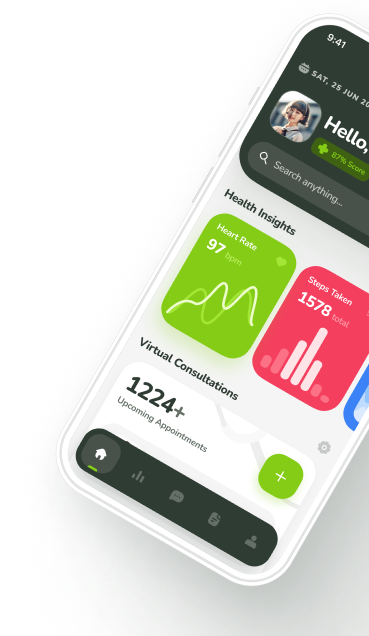 9:41
SAT, 25 JUN
Hello,
87% Score
Search anything...
Health Insights
Heart Rate
97 bpm
Steps Taken
1578 total
Virtual Consultations
1224+
Upcoming Appointments